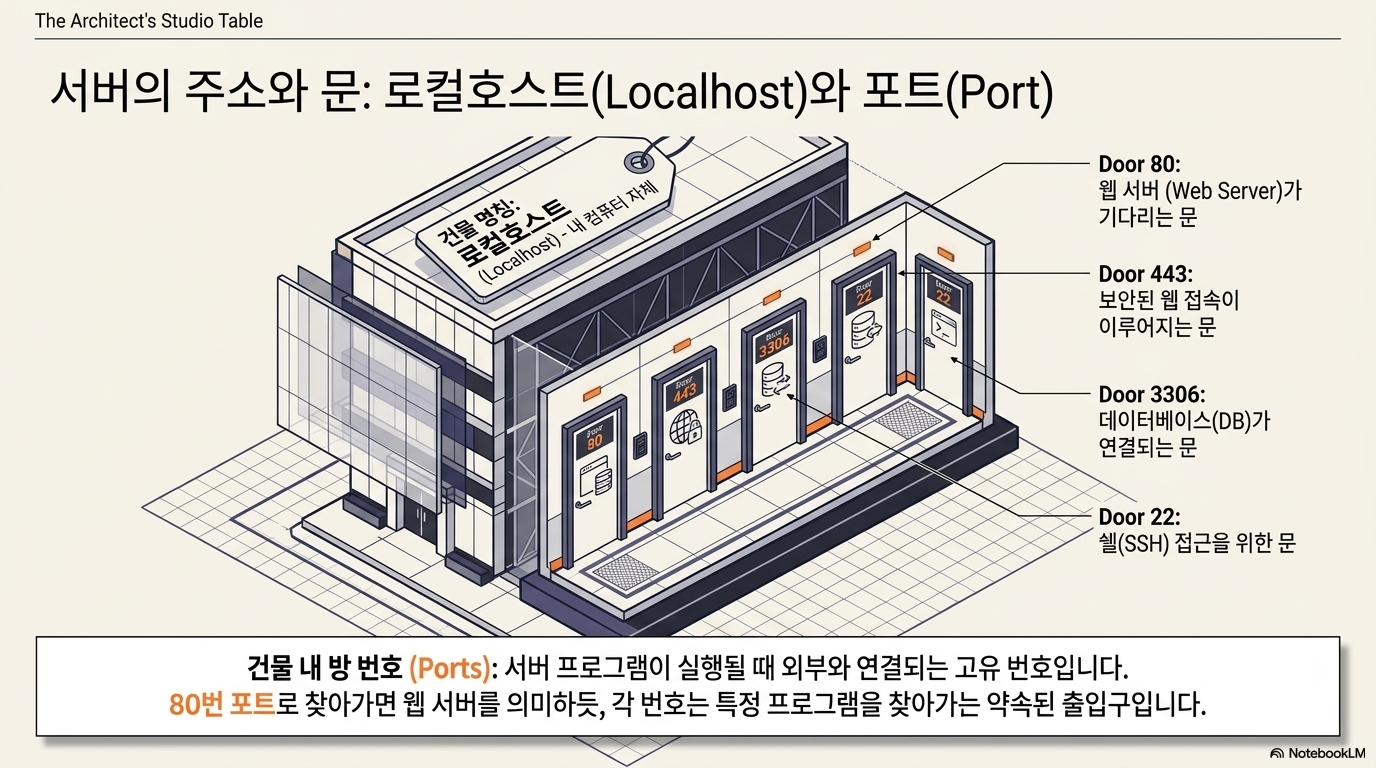 The Architect's Studio Table
서버의 주소와 문: 로컬호스트(Localhost)와 포트(Port)
건물 명칭:
로컬호스트
(Localhost) - 내 컴퓨터 자체
Door 80:
웹 서버 (Web Server)가
기다리는 문
Door 443:
보안된 웹 접속이
이루어지는 문
Door 3306:
데이터베이스(DB)가
연결되는 문
Door 22:
쉘(SSH) 접근을 위한 문
80
443
3306
22
22
건물 내 방 번호 (Ports): 서버 프로그램이 실행될 때 외부와 연결되는 고유 번호입니다.
80번 포트로 찾아가면 웹 서버를 의미하듯, 각 번호는 특정 프로그램을 찾아가는 약속된 출입구입니다.
NotebookLM